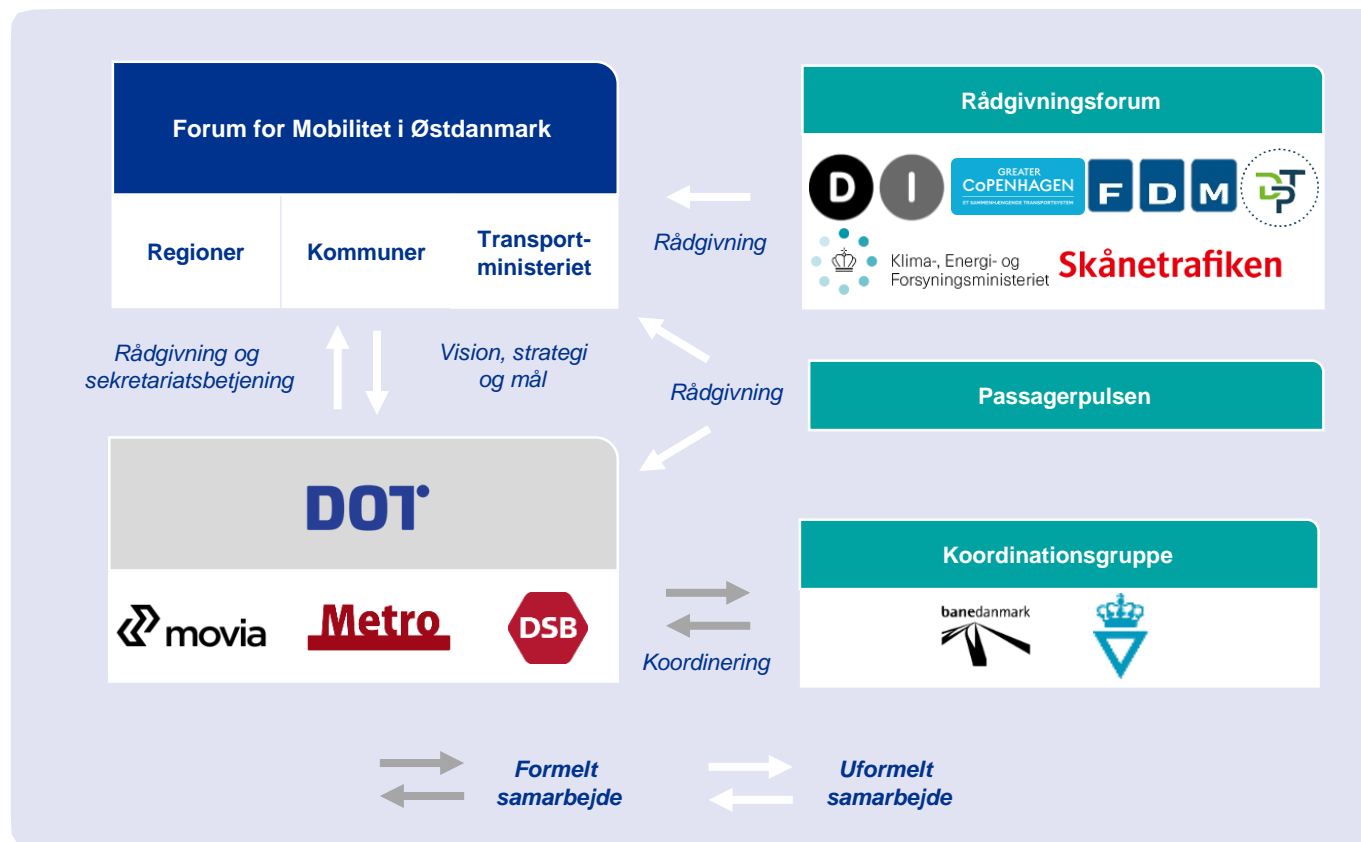 Forum for Mobilitet i Østdanmark
Regioner
Kommuner
Transport-
ministeriet
Rådgivningsforum
D I
GREATER
COPENHAGEN
ET SAMMENHÆNGENDE TRANSPORTSYSTEM
F D M
DPT
Klima-, Energi- og
Forsyningsministeriet
Skånetrafiken
Rådgivning
Rådgivning og
sekretariatsbetjening
Vision, strategi
og mål
Rådgivning
Passagerpulsen
DOT
movia
Metro
DSB
Koordinering
Koordinationsgruppe
banedanmark
Formelt
samarbejde
Uformelt
samarbejde